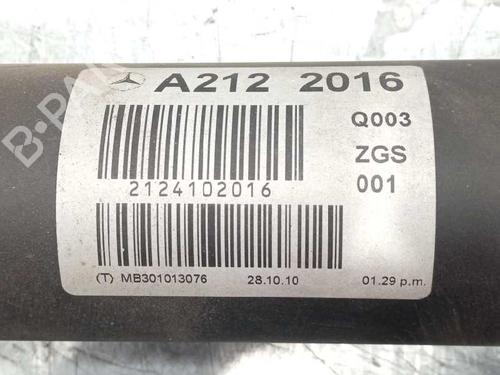 B-PARTS
A212 2016
Q003
ZGS
001
2124102016
(T) MB301013076 28.10.10 01.29 p.m.